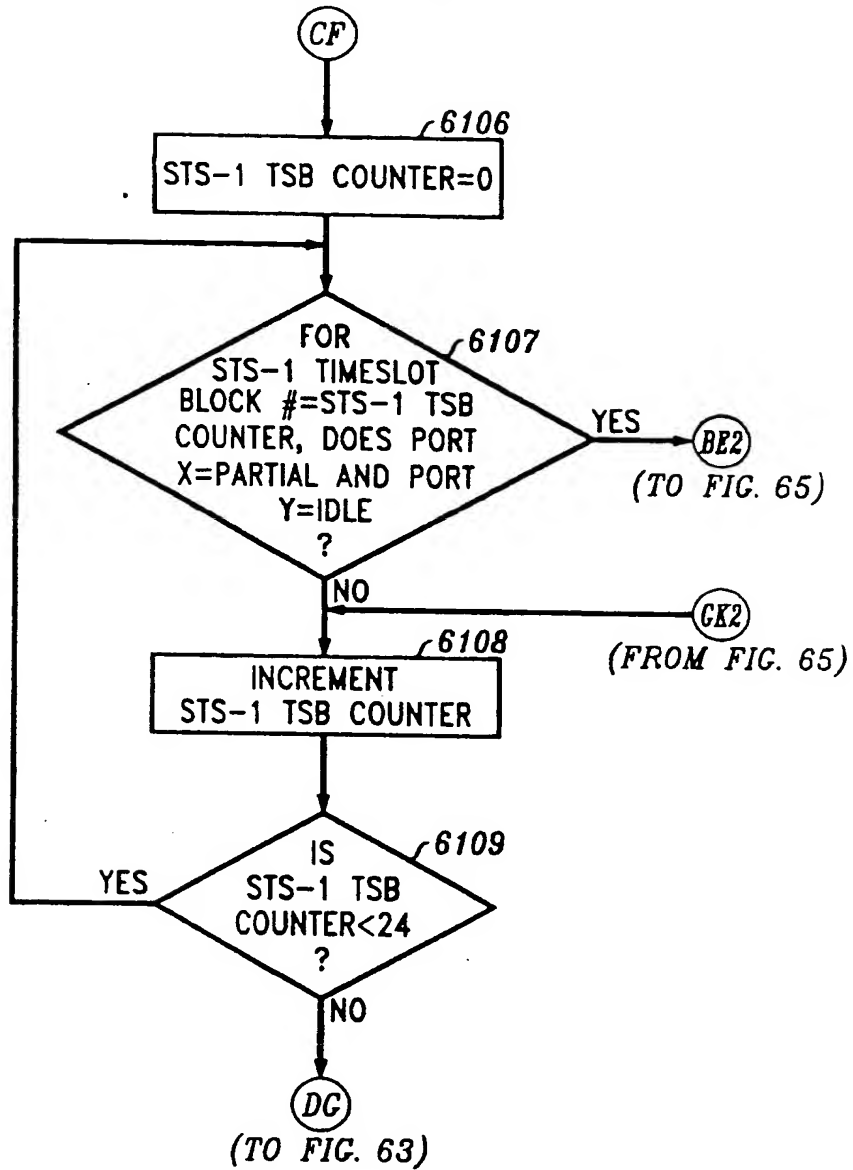 CF
6106
STS-1 TSB COUNTER=0
FOR
6107
STS-1 TIMESLOT
BLOCK #=STS-1 TSB
COUNTER, DOES PORT
X=PARTIAL AND PORT
Y=IDLE
?
YES
BE2
(TO FIG. 65)
NO
GK2
(FROM FIG. 65)
6108
INCREMENT
STS-1 TSB COUNTER
6109
IS
STS-1 TSB
COUNTER<24
?
YES
NO
DG
(TO FIG. 63)